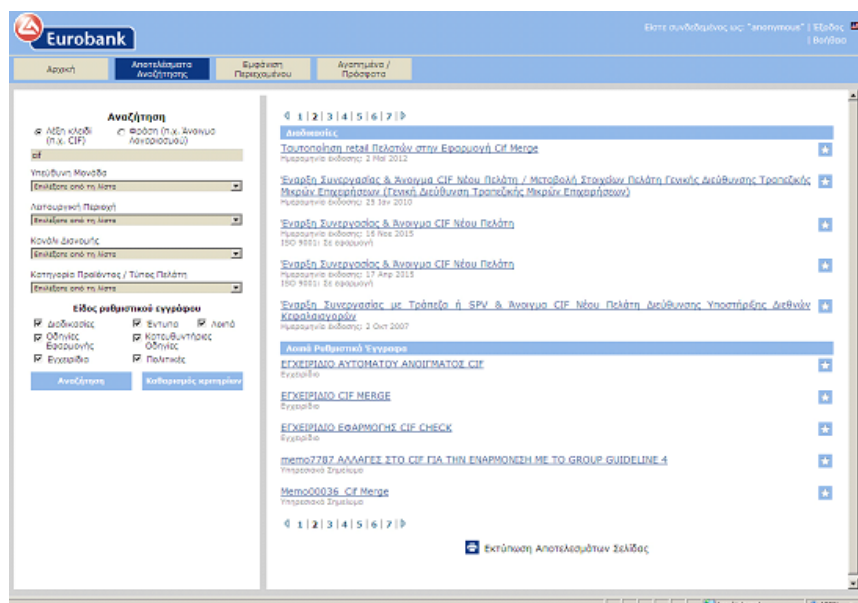 Eurobank
Είστε συνδεδεμένος ως: "anonymous" | Έξοδος
| Βοήθεια
Αρχική
Αποτελέσματα
Αναζήτησης
Εμφάνιση
Περιεχομένου
Αγαπημένα /
Πρόσφατα
Αναζήτηση
Λέξη κλειδί
(π.χ. CIF)
Φράση (π.χ. Άνοιγμα
Λογαριασμού)
cif
Υπεύθυνη Μονάδα
Επιλέξατε από τη λίστα
Λειτουργική Περιοχή
Επιλέξατε από τη λίστα
Κανάλι Διανομής
Επιλέξατε από τη λίστα
Κατηγορία Προϊόντος / Τύπος Πελάτη
Επιλέξατε από τη λίστα
Είδος ρυθμιστικού εγγράφου
Διαδικασίες
Έντυπα
Λοιπά
Οδηγίες
Εφαρμογής
Κατευθυντήριες
Οδηγίες
Εγχειρίδια
Πολιτικές
Αναζήτηση
Καθαρισμός κριτηρίων
1 | 2 | 3 | 4 | 5 | 6 | 7 |
Διαδικασίες
Ταυτοποίηση retail Πελατών στην Εφαρμογή Cif Merge
Ημερομηνία έκδοσης: 2 Μαϊ 2012
Έναρξη Συνεργασίας & Άνοιγμα CIF Νέου Πελάτη / Μεταβολή Στοιχείων Πελάτη Γενικής Διεύθυνσης Τραπεζικής
Μικρών Επιχειρήσεων (Γενική Διεύθυνση Τραπεζικής Μικρών Επιχειρήσεων)
Ημερομηνία έκδοσης: 25 Ιαν 2010
Έναρξη Συνεργασίας & Άνοιγμα CIF Νέου Πελάτη
Ημερομηνία έκδοσης: 16 Νοε 2015
ISO 9001: Σε εφαρμογή
Έναρξη Συνεργασίας & Άνοιγμα CIF Νέου Πελάτη
Ημερομηνία έκδοσης: 17 Απρ 2015
ISO 9001: Σε εφαρμογή
Έναρξη Συνεργασίας με Τράπεζα ή SPV & Άνοιγμα CIF Νέου Πελάτη Διεύθυνσης Υποστήριξης Διεθνών
Κεφαλαιαγορών
Ημερομηνία έκδοσης: 2 Οκτ 2007
Λοιπά Ρυθμιστικά Έγγραφα
ΕΓΧΕΙΡΙΔΙΟ ΑΥΤΟΜΑΤΟΥ ΑΝΟΙΓΜΑΤΟΣ CIF
Εγχειρίδιο
ΕΓΧΕΙΡΙΔΙΟ CIF MERGE
Εγχειρίδιο
ΕΓΧΕΙΡΙΔΙΟ ΕΦΑΡΜΟΓΗΣ CIF CHECK
Εγχειρίδιο
memo7787 ΑΛΛΑΓΕΣ ΣΤΟ CIF ΓΙΑ ΤΗΝ ΕΝΑΡΜΟΝΙΣΗ ΜΕ ΤΟ GROUP GUIDELINE 4
Υπηρεσιακό Σημείωμα
Memo00036 Cif Merge
Υπηρεσιακό Σημείωμα
1 | 2 | 3 | 4 | 5 | 6 | 7 |
Εκτύπωση Αποτελεσμάτων Σελίδας